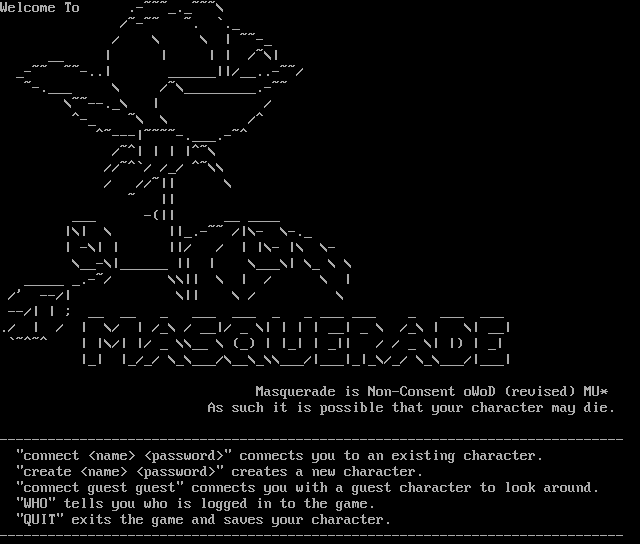 Welcome To
MASQUERADE
Masquerade is Non-Consent oWoD (revised) MU*
As such it is possible that your character may die.
"connect <name> <password>" connects you to an existing character.
"create <name> <password>" creates a new character.
"connect guest guest" connects you with a guest character to look around.
"WHO" tells you who is logged in to the game.
"QUIT" exits the game and saves your character.